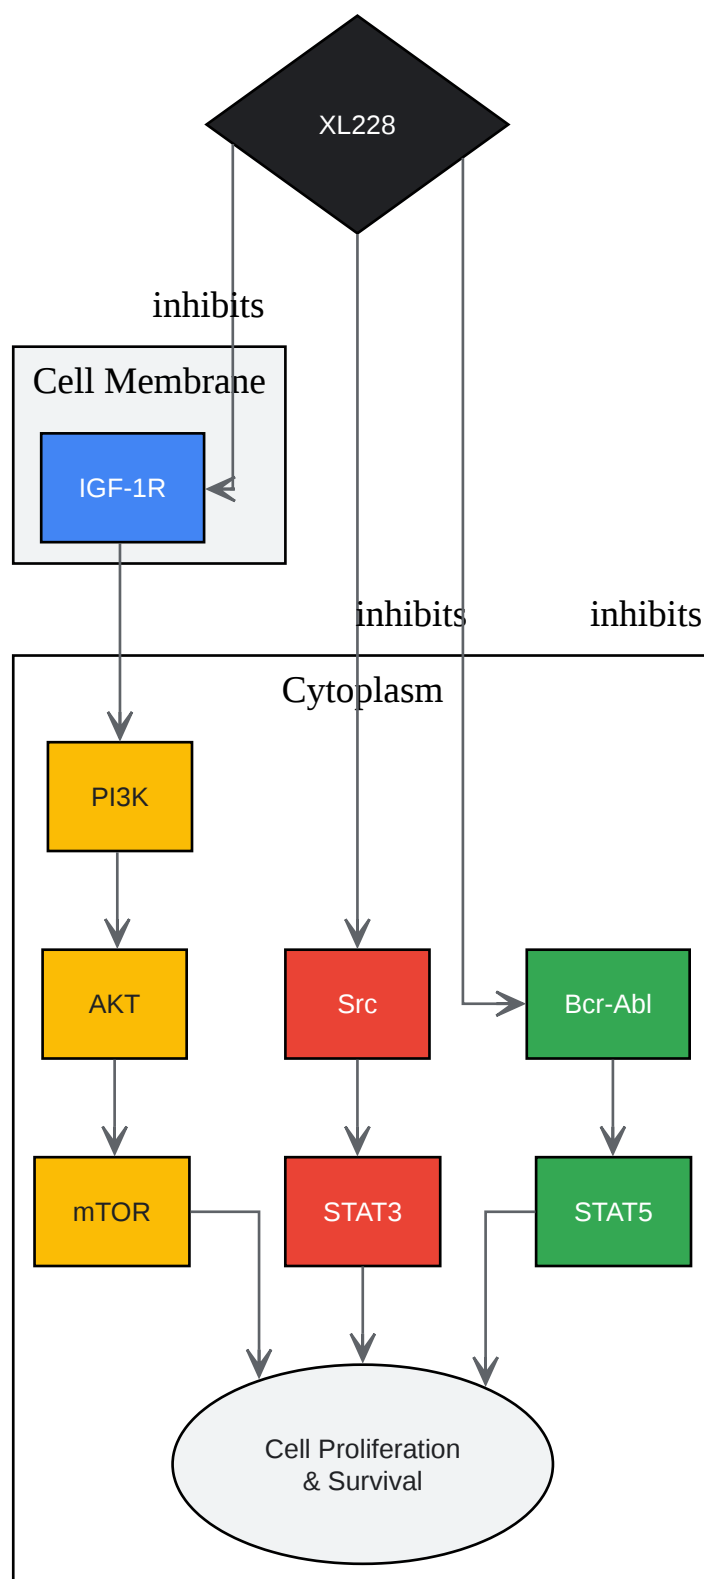 XL228
inhibits
Cell Membrane
IGF-1R
inhibits
inhibits
Cytoplasm
PI3K
AKT
Src
Bcr-Abl
mTOR
STAT3
STAT5
Cell Proliferation
& Survival